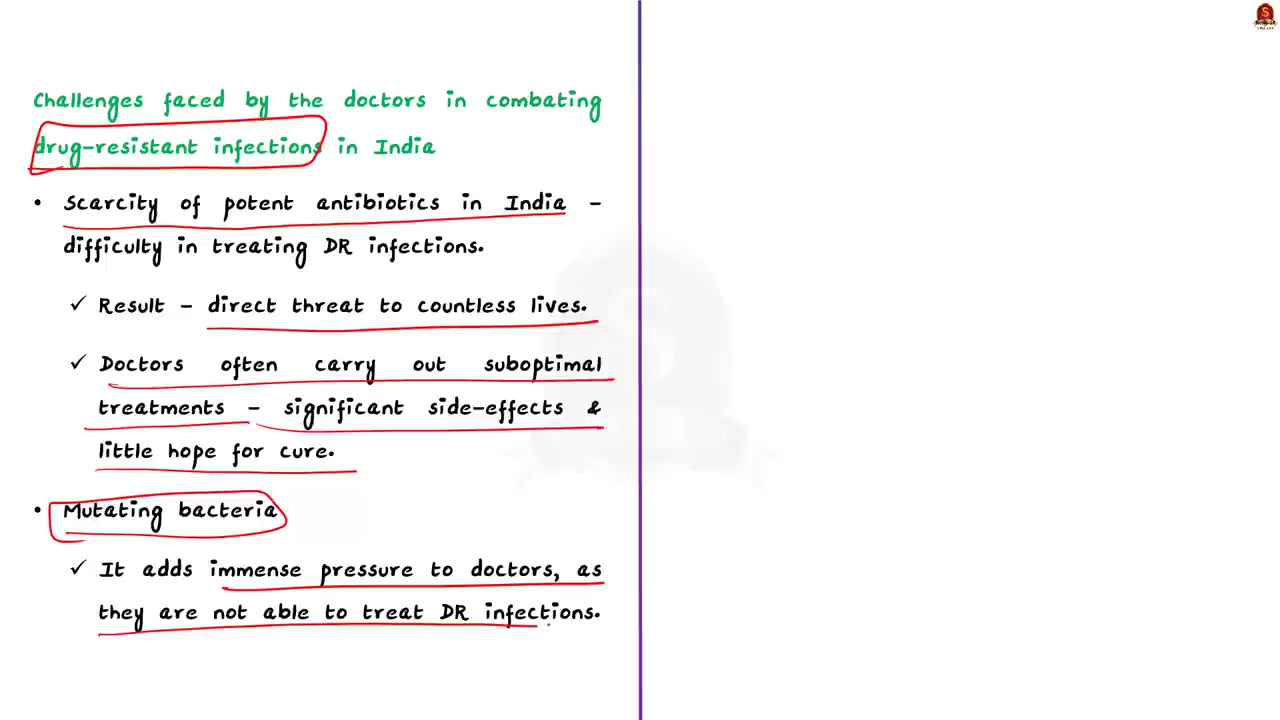 Challenges faced by the doctors in combating
drug-resistant infections in India
• Scarcity of potent antibiotics in India –
difficulty in treating DR infections.
✓ Result – direct threat to countless lives.
✓ Doctors often carry out suboptimal
treatments – significant side-effects &
little hope for cure.
• Mutating bacteria
✓ It adds immense pressure to doctors, as
they are not able to treat DR infections.